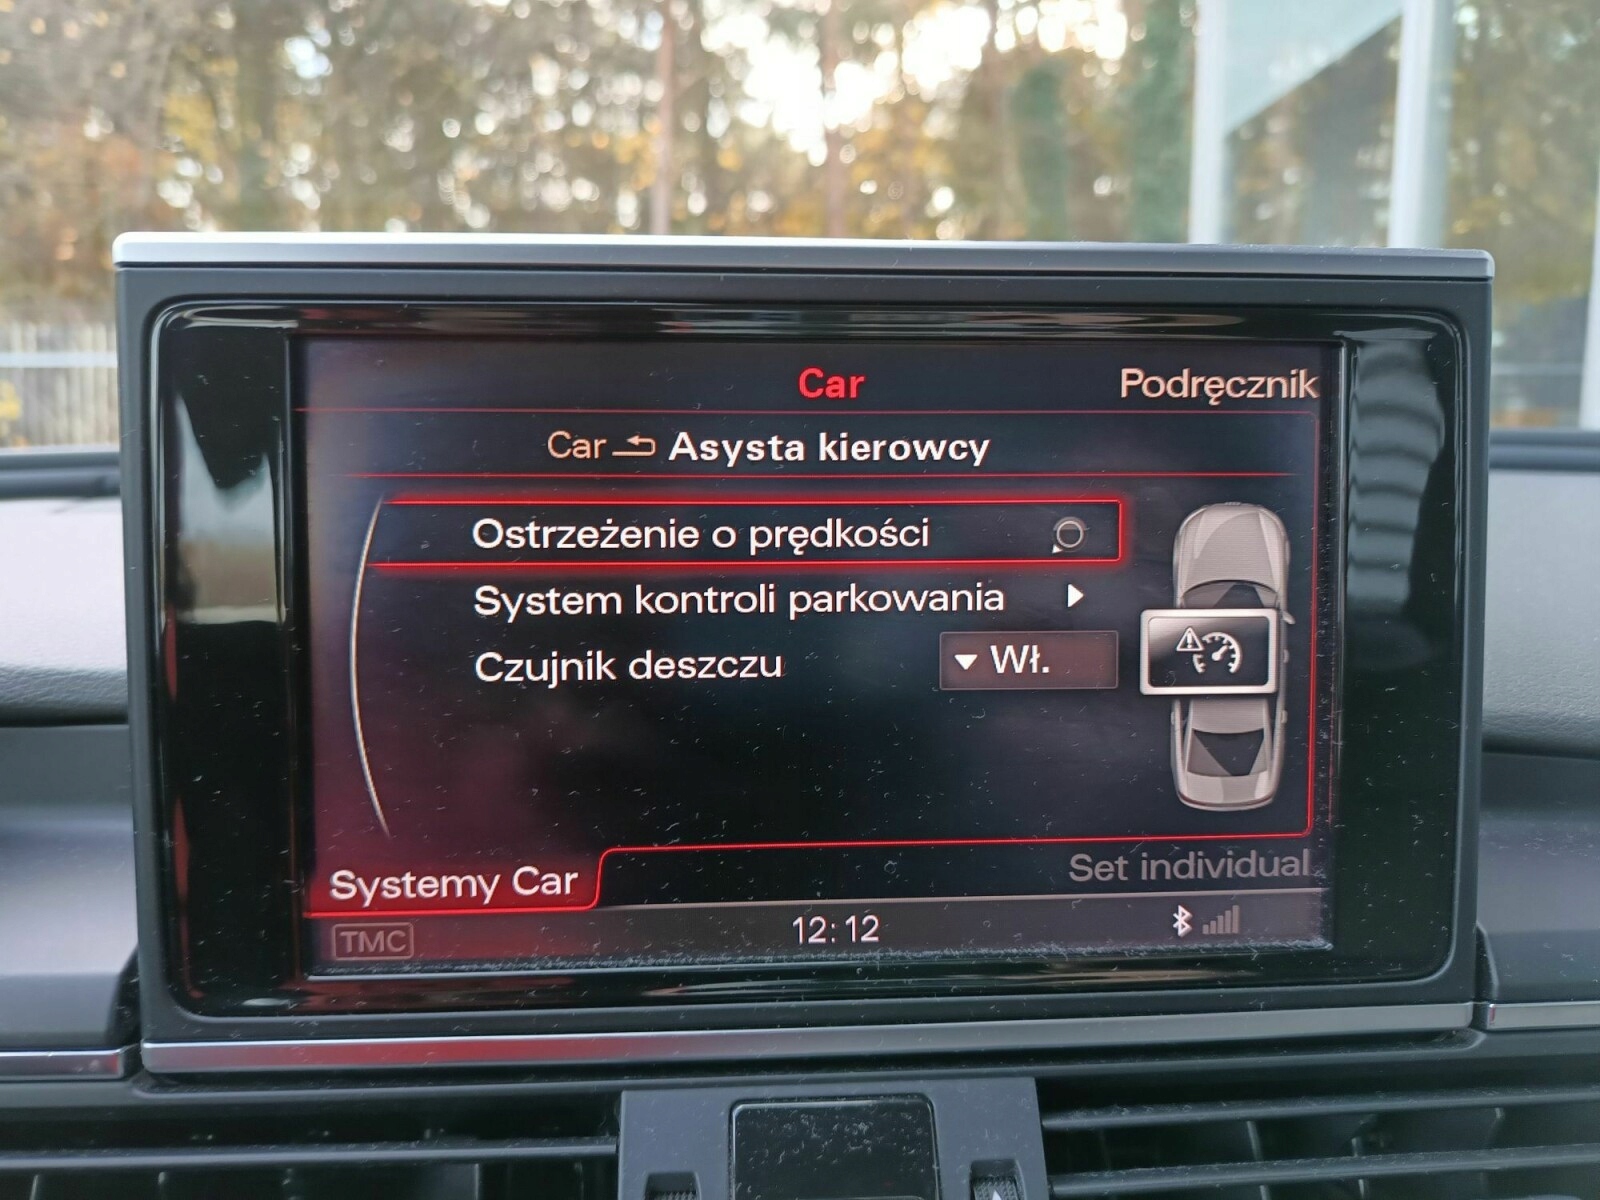 Car
Podręcznik
Car Asysta kierowcy
Ostrzeżenie o prędkości
System kontroli parkowania
Czujnik deszczu Wł.
Systemy Car
Set individual
TMC
12:12